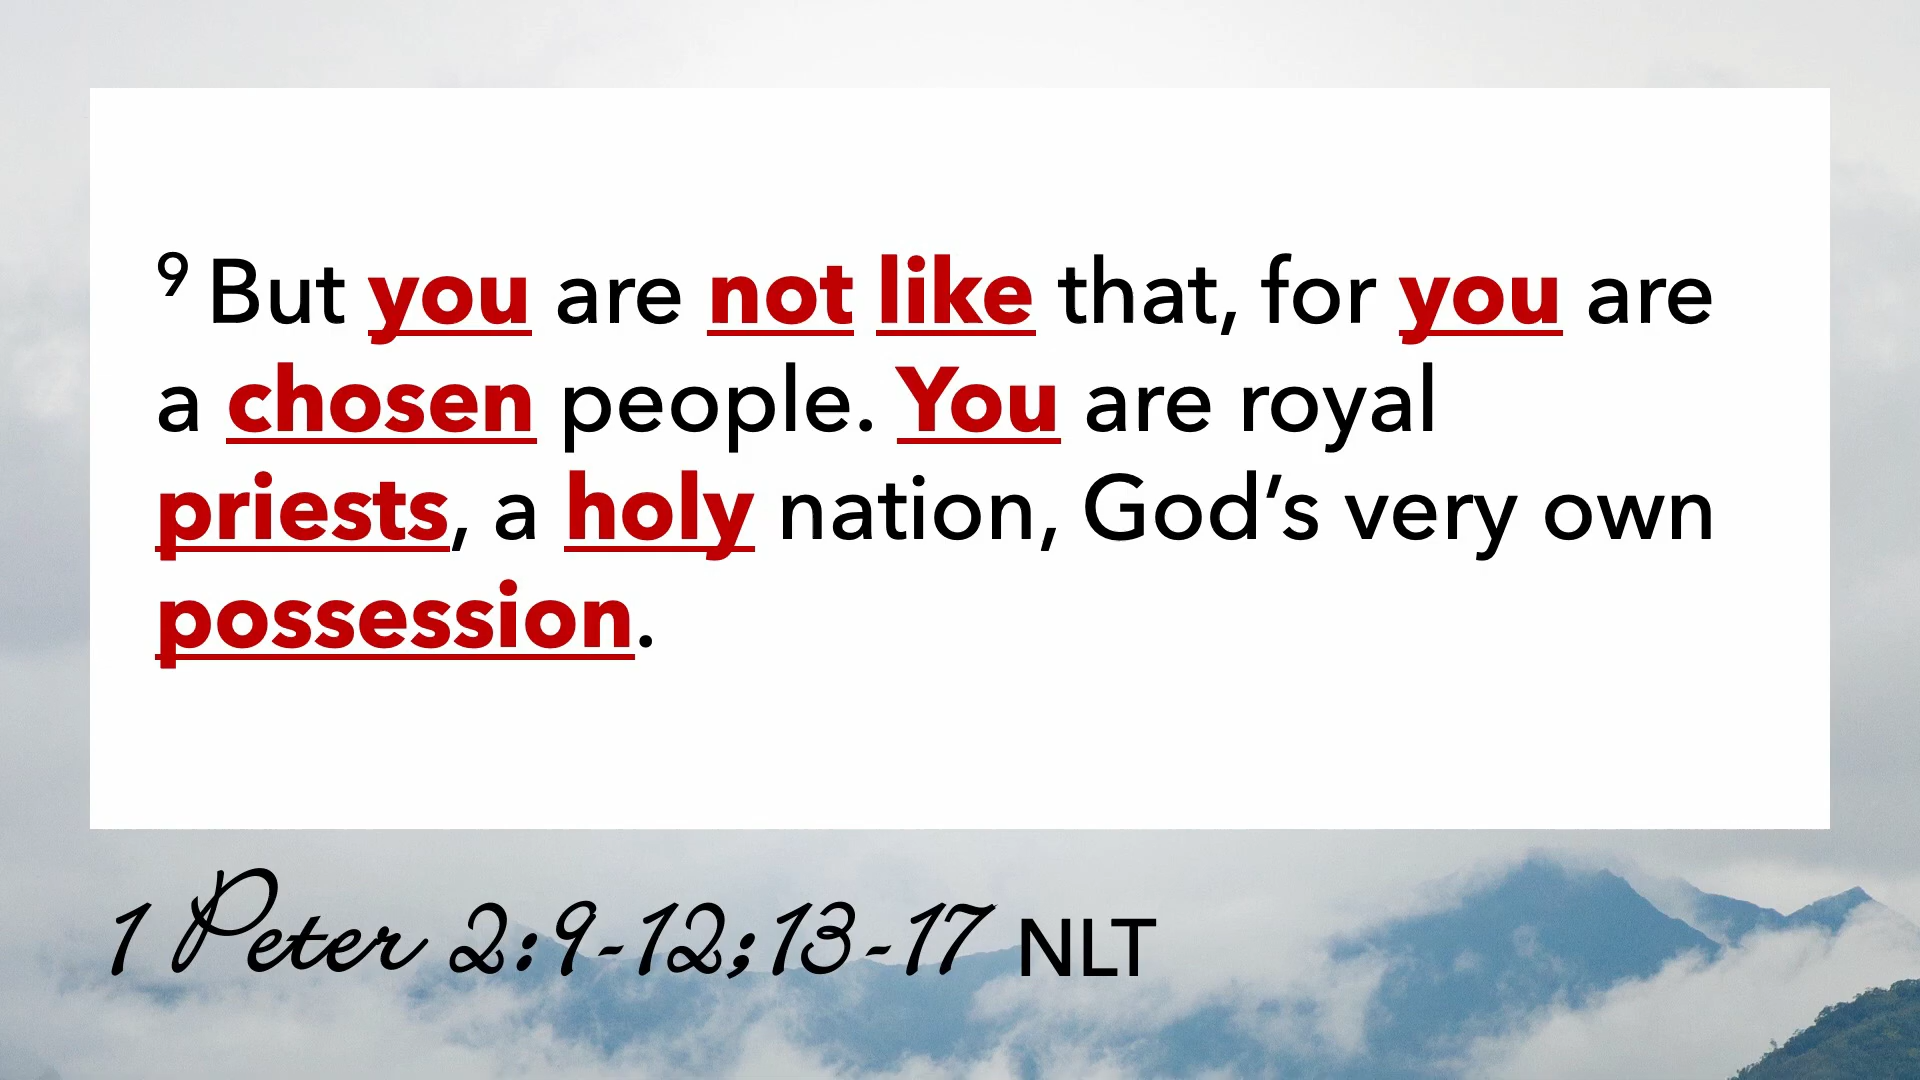 ⁹ But you are not like that, for you are
a chosen people. You are royal
priests, a holy nation, God’s very own
possession.
1 Peter 2:9-12;13-17 NLT